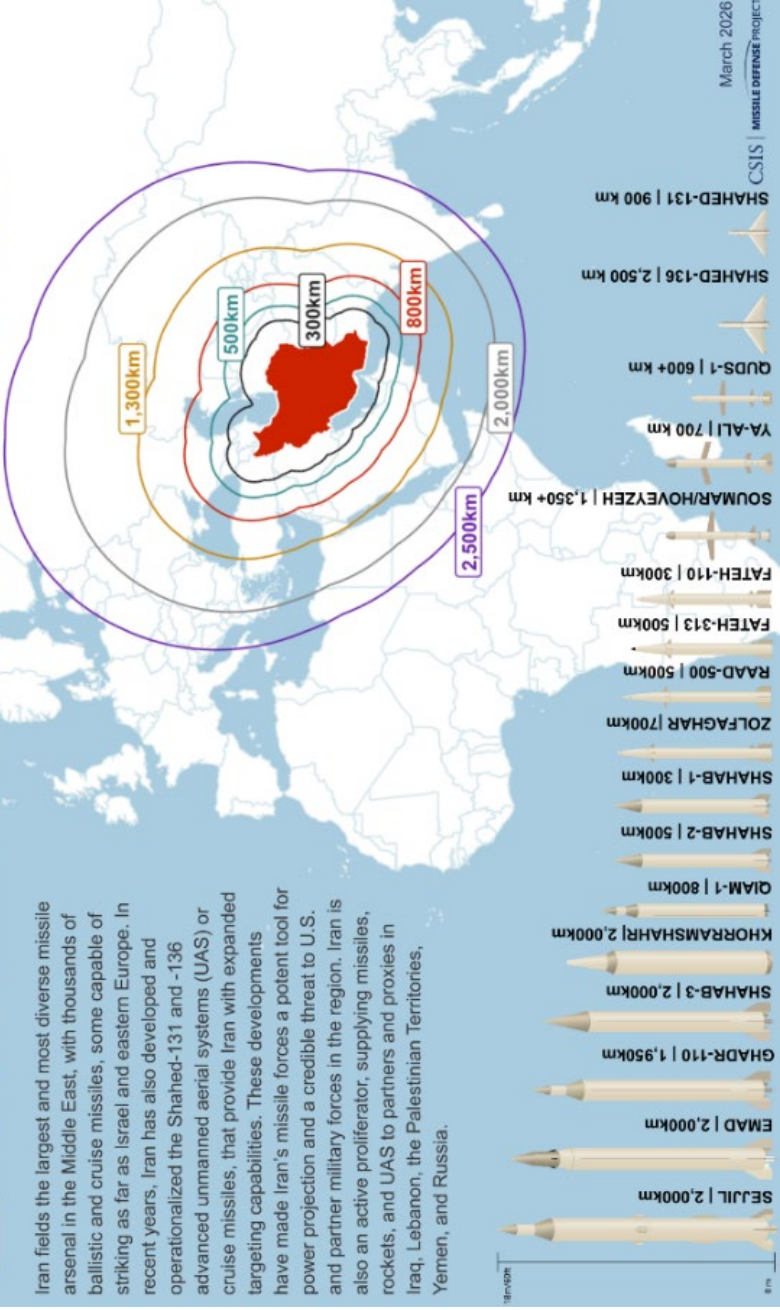 Iran fields the largest and most diverse missile
arsenal in the Middle East, with thousands of
ballistic and cruise missiles, some capable of
striking as far as Israel and eastern Europe. In
recent years, Iran has also developed and
operationalized the Shahed-131 and -136
advanced unmanned aerial systems (UAS) or
cruise missiles, that provide Iran with expanded
targeting capabilities. These developments
have made Iran's missile forces a potent tool for
power projection and a credible threat to U.S.
and partner military forces in the region. Iran is
also an active proliferator, supplying missiles,
rockets, and UAS to partners and proxies in
Iraq, Lebanon, the Palestinian Territories,
Yemen, and Russia.
1,300km
500km
300km
800km
2,000km
2,500km
18m/60ft
0 m
SEJJIL | 2,000km
EMAD | 2,000km
GHADR-110 | 1,950km
SHAHAB-3 | 2,000km
KHORRAMSHAHR| 2,000km
QIAM-1 | 800km
SHAHAB-2 | 500km
SHAHAB-1 | 300km
ZOLFAGHAR |700km
RAAD-500 | 500km
FATEH-313 | 500km
FATEH-110 | 300km
SOUMAR/HOVEYZEH | 1,350+ km
YA-ALI | 700 km
QUDS-1 | 600+ km
SHAHED-136 | 2,500 km
SHAHED-131 | 900 km
March 2026
CSIS | MISSILE DEFENSE PROJECT